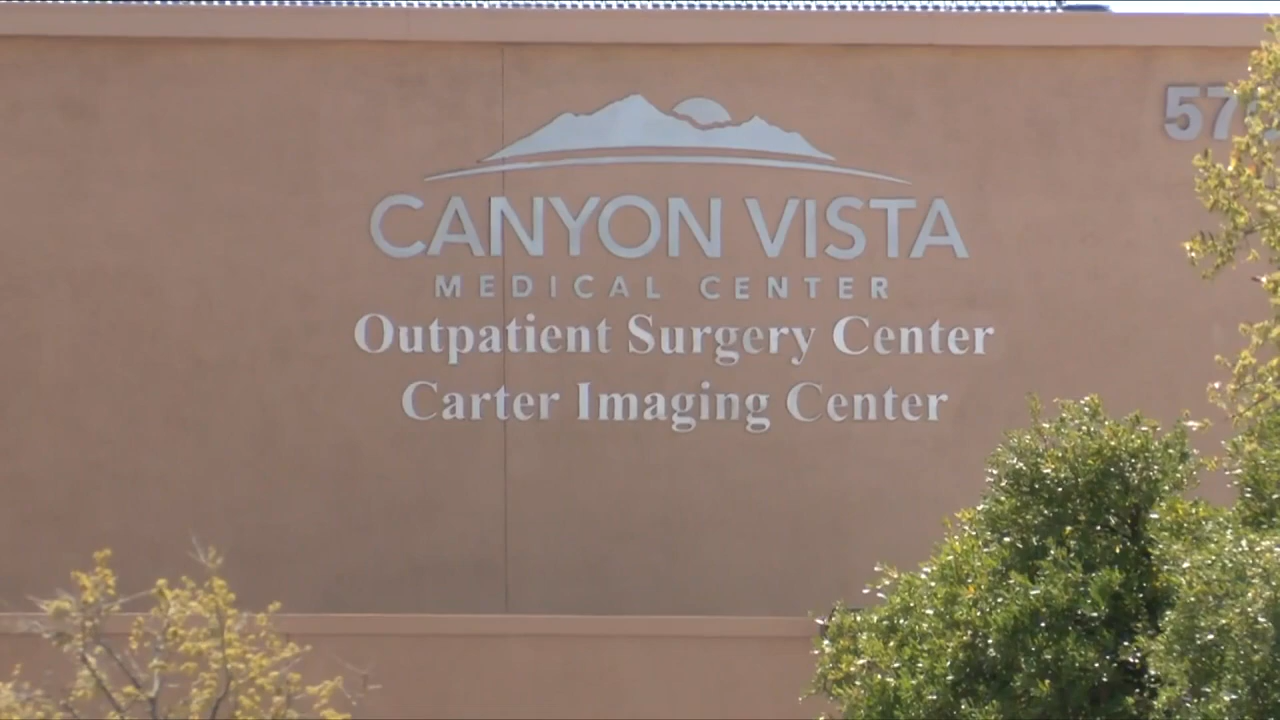 CANYON VISTA
MEDICAL CENTER
Outpatient Surgery Center
Carter Imaging Center